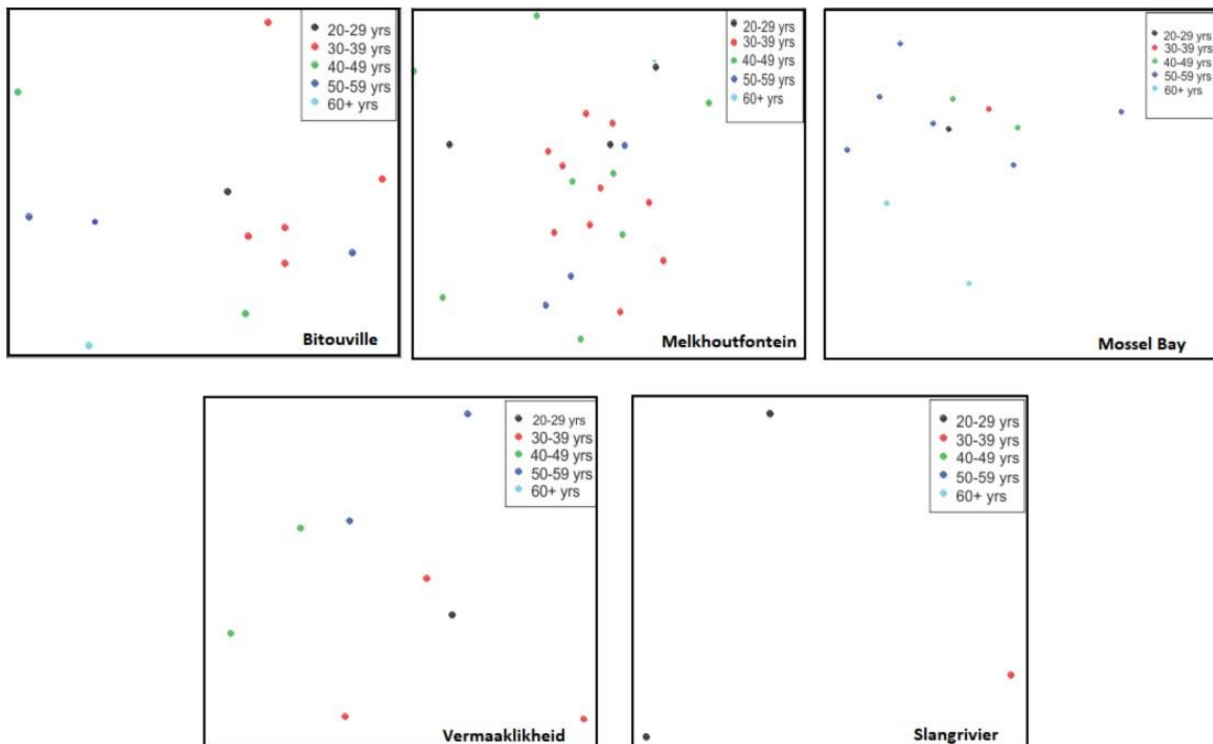 20-29 yrs
30-39 yrs
40-49 yrs
50-59 yrs
60+ yrs
Bitouville
20-29 yrs
30-39 yrs
40-49 yrs
50-59 yrs
60+ yrs
Melkhoutfontein
20-29 yrs
30-39 yrs
40-49 yrs
50-59 yrs
60+ yrs
Mossel Bay
20-29 yrs
30-39 yrs
40-49 yrs
50-59 yrs
60+ yrs
Vermaaklikheid
20-29 yrs
30-39 yrs
40-49 yrs
50-59 yrs
60+ yrs
Slangrivier